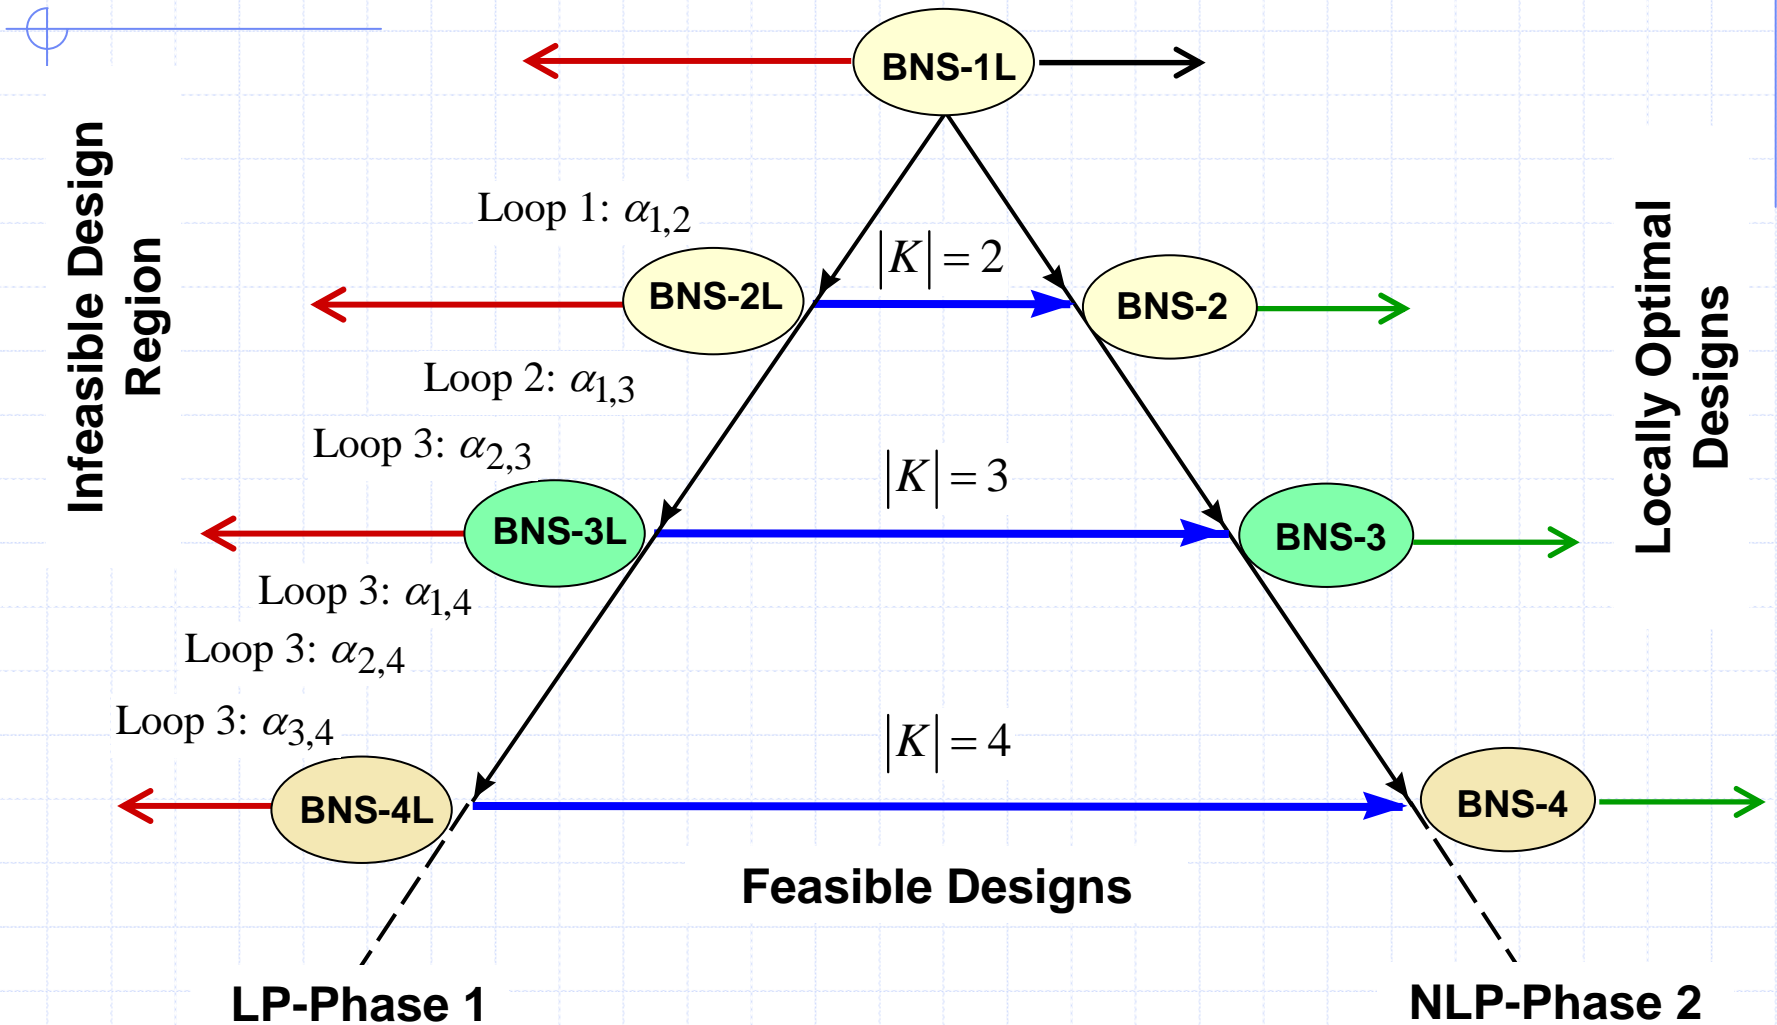 BNS-1L
Infeasible Design
Region
Loop 1: α1,2
|K| = 2
BNS-2L
BNS-2
Locally Optimal
Designs
Loop 2: α1,3
Loop 3: α2,3
|K| = 3
BNS-3L
BNS-3
Loop 3: α1,4
Loop 3: α2,4
Loop 3: α3,4
|K| = 4
BNS-4L
BNS-4
Feasible Designs
LP-Phase 1
NLP-Phase 2